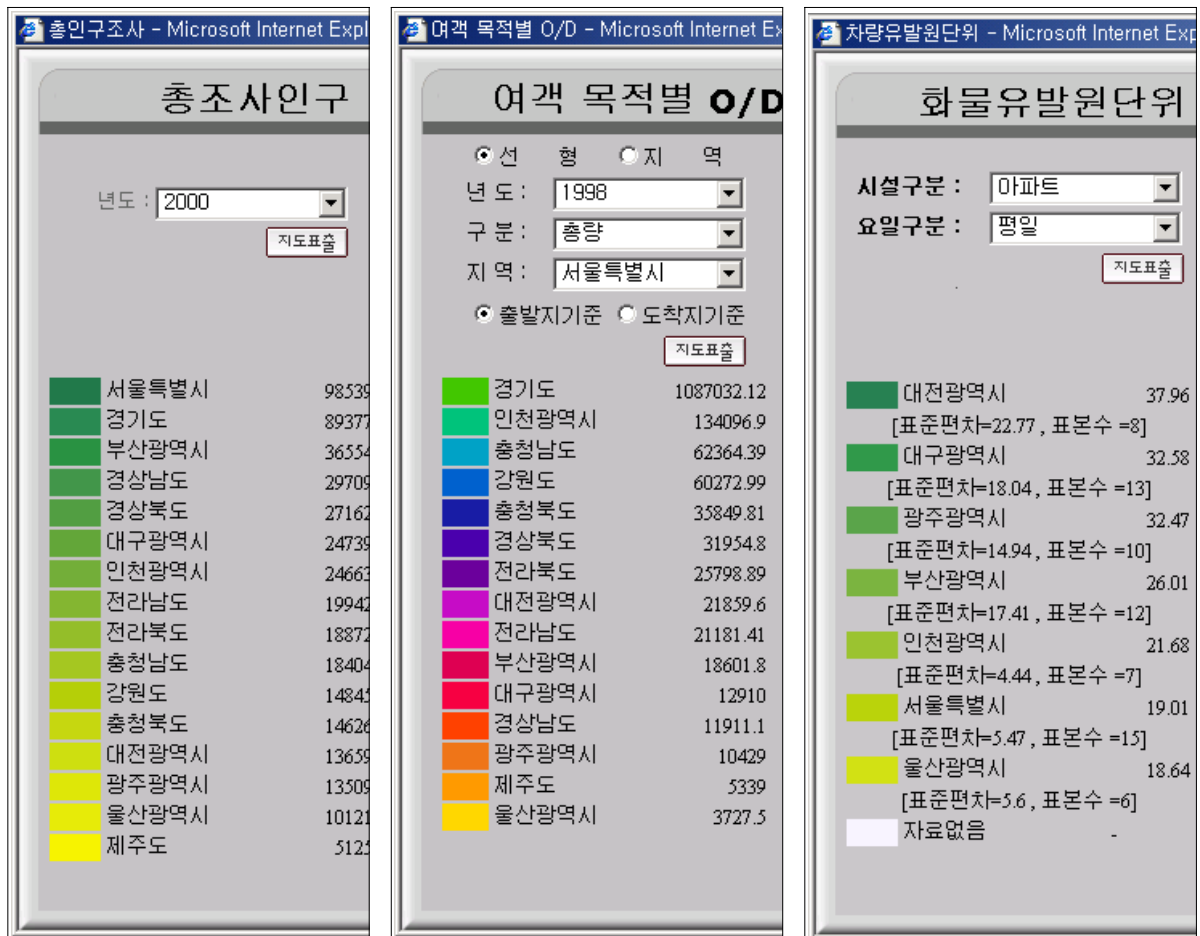 총인구조사 - Microsoft Internet Expl
총조사인구
년도 : 2000
지도표출
서울특별시 98539
경기도 89377
부산광역시 36554
경상남도 29709
경상북도 27162
대구광역시 24739
인천광역시 24663
전라남도 19942
전라북도 18872
충청남도 18404
강원도 14845
충청북도 14626
대전광역시 13659
광주광역시 13509
울산광역시 10121
제주도 5125
여객 목적별 O/D - Microsoft Internet Ex
여객 목적별 O/D
선 형 지 역
년 도 : 1998
구 분 : 총량
지 역 : 서울특별시
출발지기준 도착지기준
지도표출
경기도 1087032.12
인천광역시 134096.9
충청남도 62364.39
강원도 60272.99
충청북도 35849.81
경상북도 31954.8
전라북도 25798.89
대전광역시 21859.6
전라남도 21181.41
부산광역시 18601.8
대구광역시 12910
경상남도 11911.1
광주광역시 10429
제주도 5339
울산광역시 3727.5
차량유발원단위 - Microsoft Internet Exp
화물유발원단위
시설구분 : 아파트
요일구분 : 평일
지도표출
대전광역시 37.96
[표준편차=22.77 , 표본수 =8]
대구광역시 32.58
[표준편차=18.04 , 표본수 =13]
광주광역시 32.47
[표준편차=14.94 , 표본수 =10]
부산광역시 26.01
[표준편차=17.41 , 표본수 =12]
인천광역시 21.68
[표준편차=4.44 , 표본수 =7]
서울특별시 19.01
[표준편차=5.47 , 표본수 =15]
울산광역시 18.64
[표준편차=5.6 , 표본수 =6]
자료없음 -